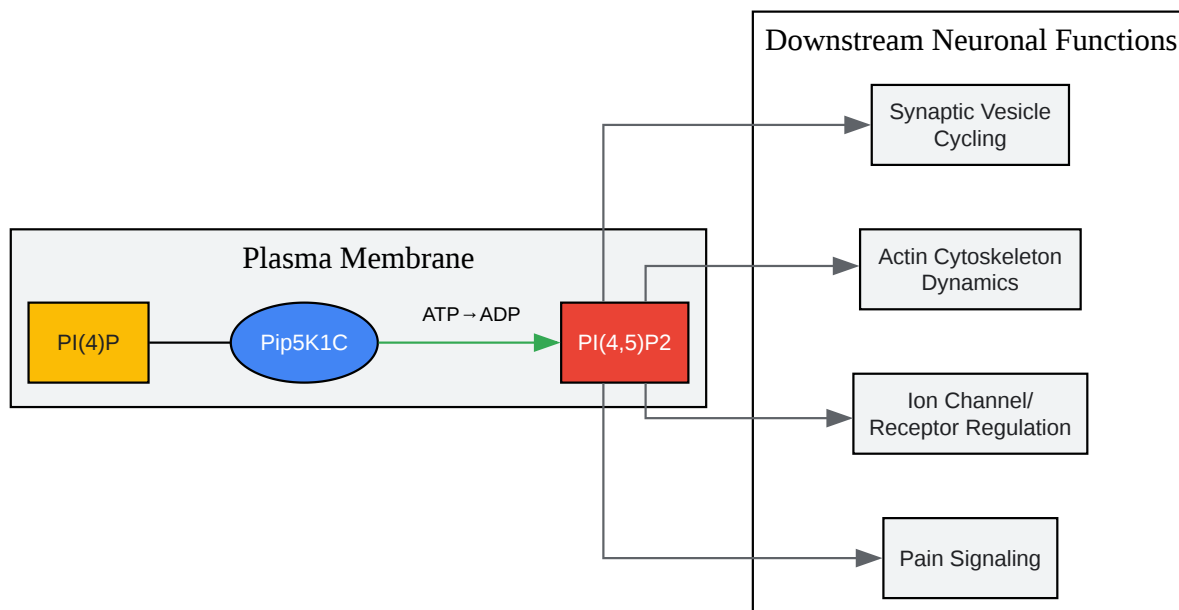 Downstream Neuronal Functions
Synaptic Vesicle
Cycling
Plasma Membrane
Actin Cytoskeleton
Dynamics
PI(4)P
Pip5K1C
ATP→ADP
PI(4,5)P2
Ion Channel/
Receptor Regulation
Pain Signaling